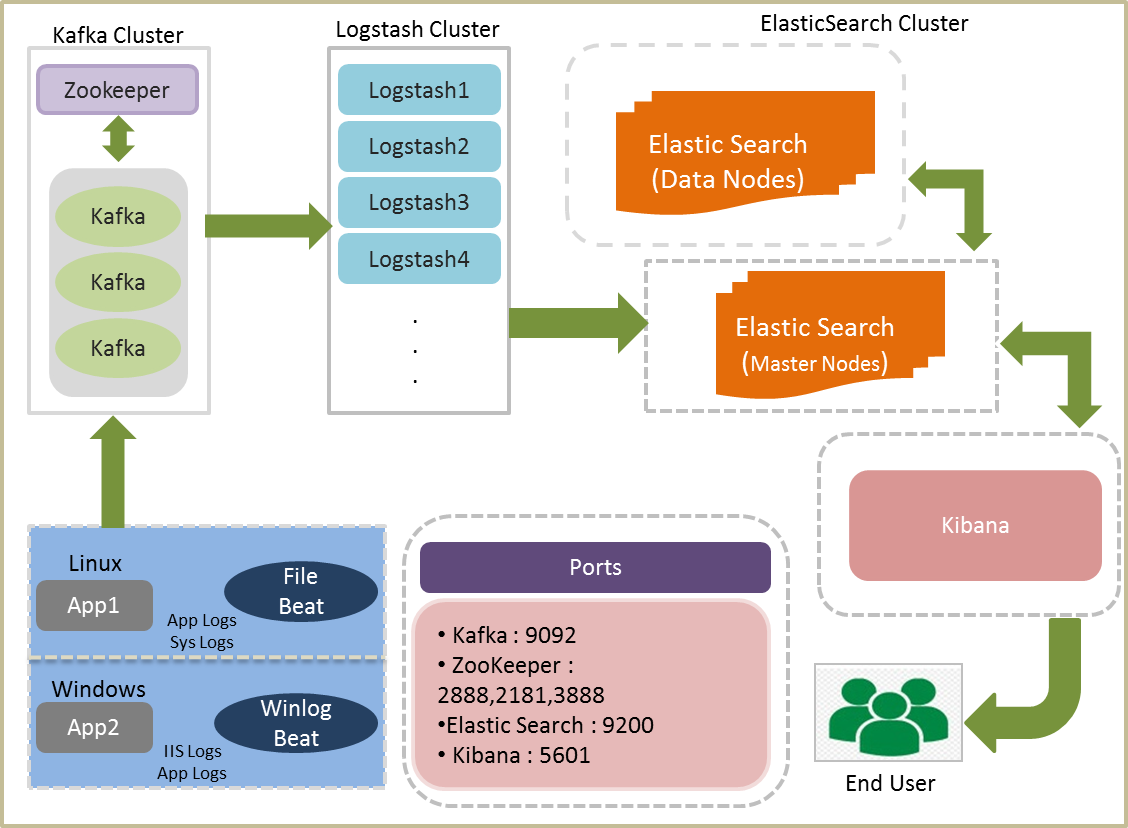 Kafka Cluster
Zookeeper
Kafka
Kafka
Kafka
Logstash Cluster
Logstash1
Logstash2
Logstash3
Logstash4
.
.
.
ElasticSearch Cluster
Elastic Search
(Data Nodes)
Elastic Search
(Master Nodes)
Kibana
Linux
App1
App Logs
Sys Logs
File
Beat
Windows
App2
IIS Logs
App Logs
Winlog
Beat
Ports
• Kafka : 9092
• ZooKeeper :
2888,2181,3888
•Elastic Search : 9200
• Kibana : 5601
End User